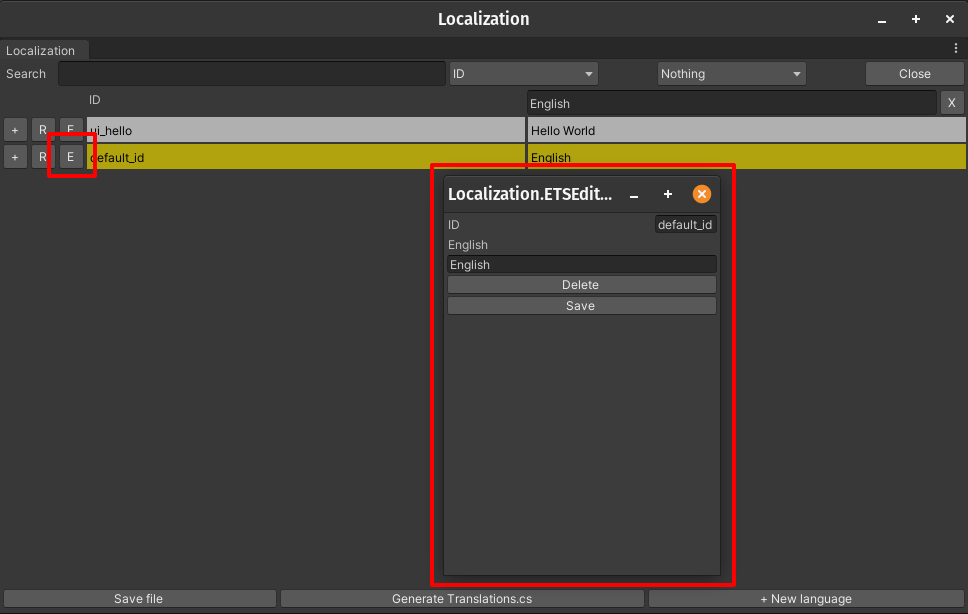 Localization
Localization
Search ID Nothing Close
ID English X
+ R E ui_hello Hello World
+ R E default_id English
Localization.ETSEdit...
ID default_id
English
English
Delete
Save
Save file Generate Translations.cs + New language